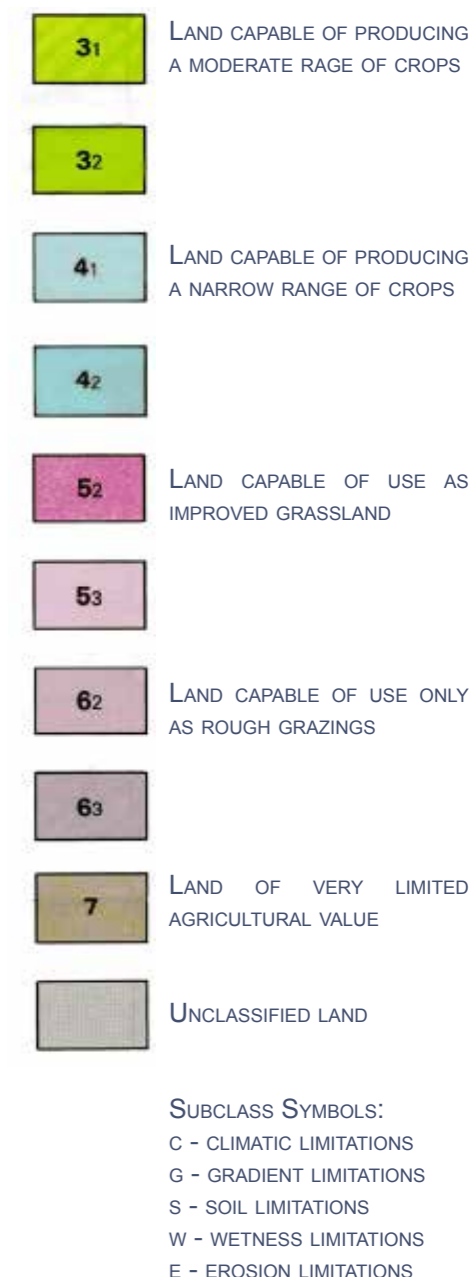 31
LAND CAPABLE OF PRODUCING
A MODERATE RAGE OF CROPS
32
41
LAND CAPABLE OF PRODUCING
A NARROW RANGE OF CROPS
42
52
LAND CAPABLE OF USE AS
IMPROVED GRASSLAND
53
62
LAND CAPABLE OF USE ONLY
AS ROUGH GRAZINGS
63
7
LAND OF VERY LIMITED
AGRICULTURAL VALUE
UNCLASSIFIED LAND
SUBCLASS SYMBOLS:
C - CLIMATIC LIMITATIONS
G - GRADIENT LIMITATIONS
S - SOIL LIMITATIONS
W - WETNESS LIMITATIONS
E - EROSION LIMITATIONS